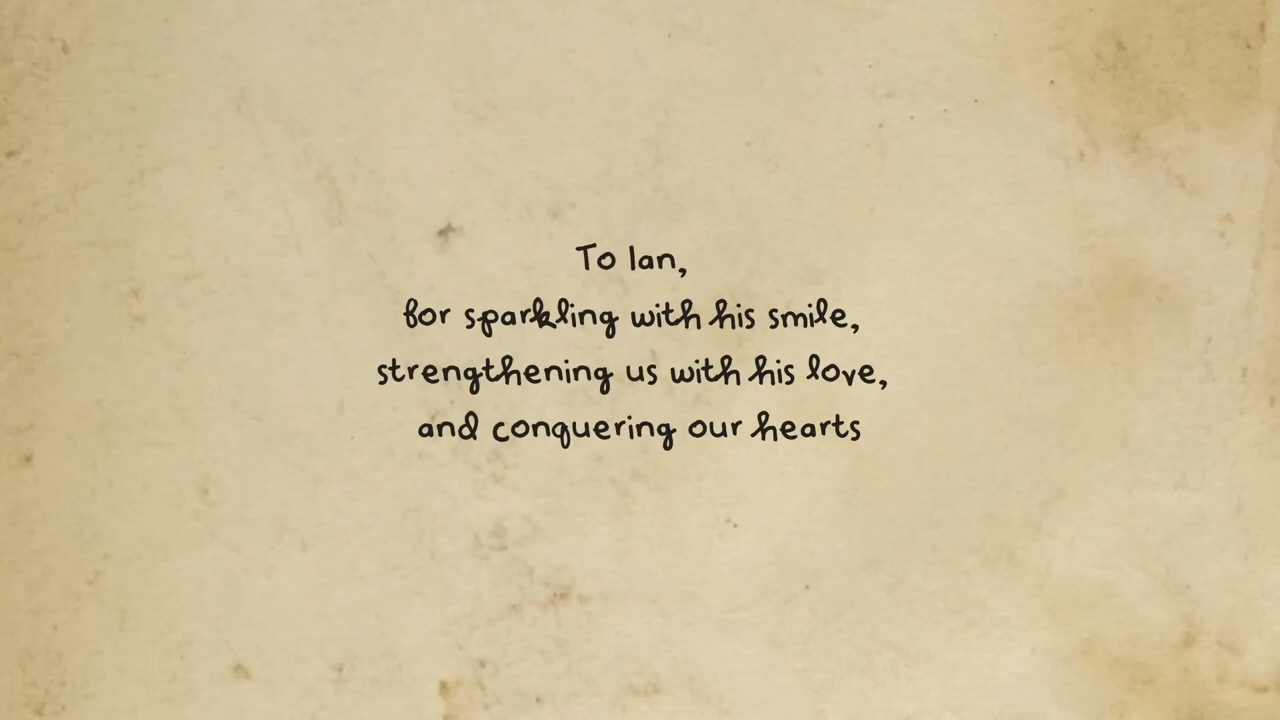 To Ian,
for sparkling with his smile,
strengthening us with his love,
and conquering our hearts